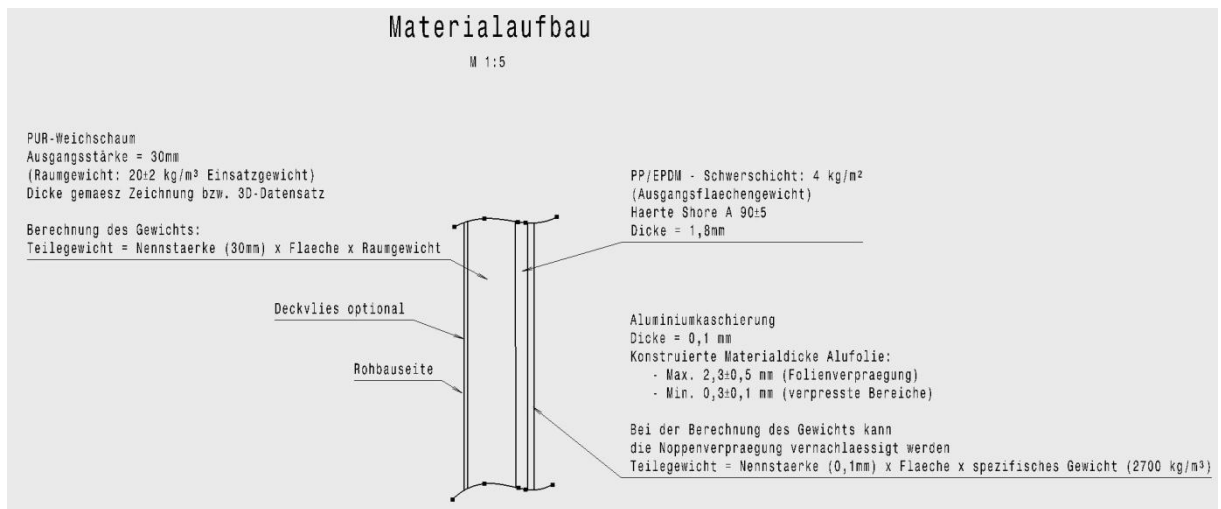 Materialaufbau
M 1:5
PUR-Weichschaum
Ausgangsstärke = 30mm
(Raumgewicht: 20±2 kg/m³ Einsatzgewicht)
Dicke gemaesz Zeichnung bzw. 3D-Datensatz
Berechnung des Gewichts:
Teilegewicht = Nennstaerke (30mm) x Flaeche x Raumgewicht
Deckvlies optional
Rohbauseite
PP/EPDM - Schwerschicht: 4 kg/m²
(Ausgangsflaechengewicht)
Haerte Shore A 90±5
Dicke = 1,8mm
Aluminiumkaschierung
Dicke = 0,1 mm
Konstruierte Materialdicke Alufolie:
- Max. 2,3±0,5 mm (Folienverpraegung)
- Min. 0,3±0,1 mm (verpresste Bereiche)
Bei der Berechnung des Gewichts kann
die Noppenverpraegung vernachlaessigt werden
Teilegewicht = Nennstaerke (0,1mm) x Flaeche x spezifisches Gewicht (2700 kg/m³)